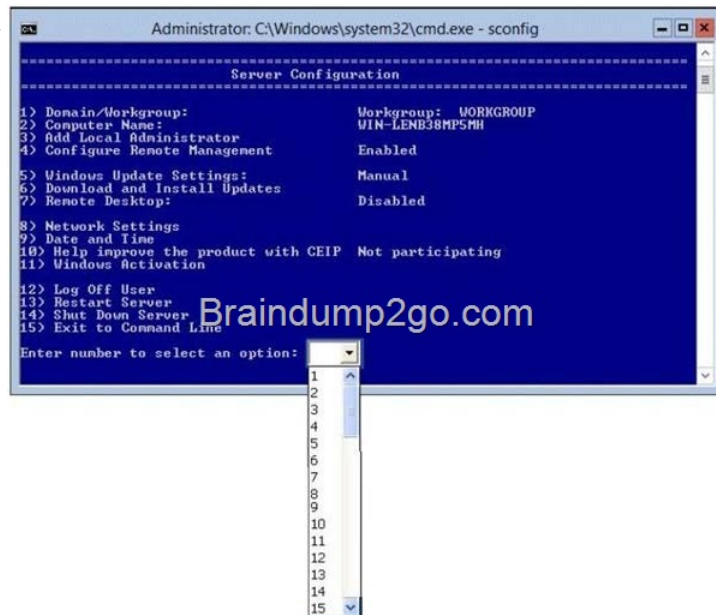 Administrator: C:\Windows\system32\cmd.exe - sconfig
Server Configuration
1) Domain/Workgroup: Workgroup: WORKGROUP
2) Computer Name: WIN-LENB38MP5MH
3) Add Local Administrator
4) Configure Remote Management Enabled
5) Windows Update Settings: Manual
6) Download and Install Updates
7) Remote Desktop: Disabled
8) Network Settings
9) Date and Time
10) Help improve the product with CEIP Not participating
11) Windows Activation
12) Log Off User
13) Restart Server
14) Shut Down Server
15) Exit to Command Line
Braindump2go.com
Enter number to select an option:
1
2
3
4
5
6
7
8
9
10
11
12
13
14
15